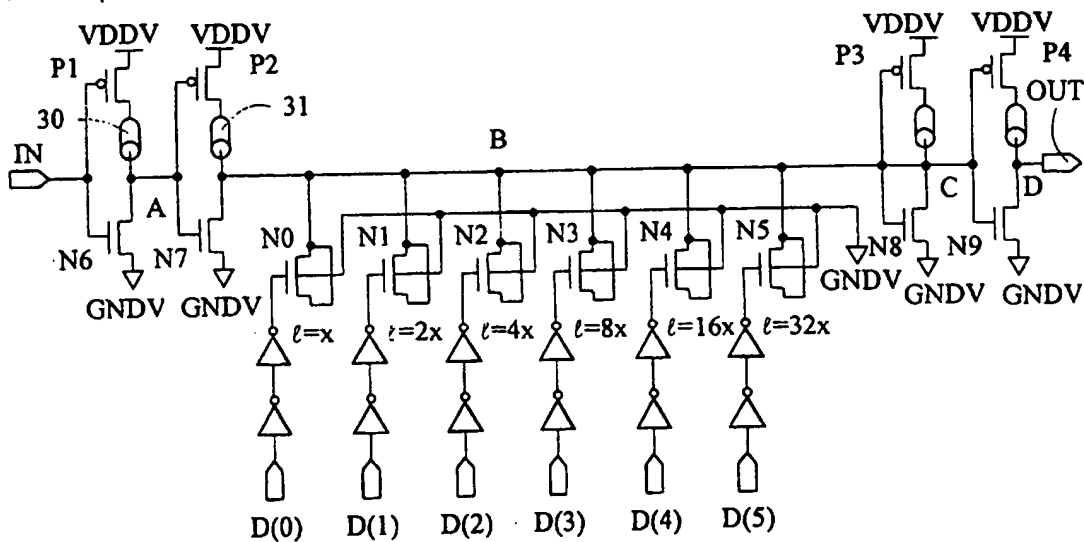 VDDV VDDV VDDV VDDV
P1 P2 P3 P4
OUT
30 31
IN B
A C D
N6 N7 N0 N1 N2 N3 N4 N5 N8 N9
GNDV GNDV GNDV GNDV GNDV
ℓ=x ℓ=2x ℓ=4x ℓ=8x ℓ=16x ℓ=32x
D(0) D(1) D(2) D(3) D(4) D(5)